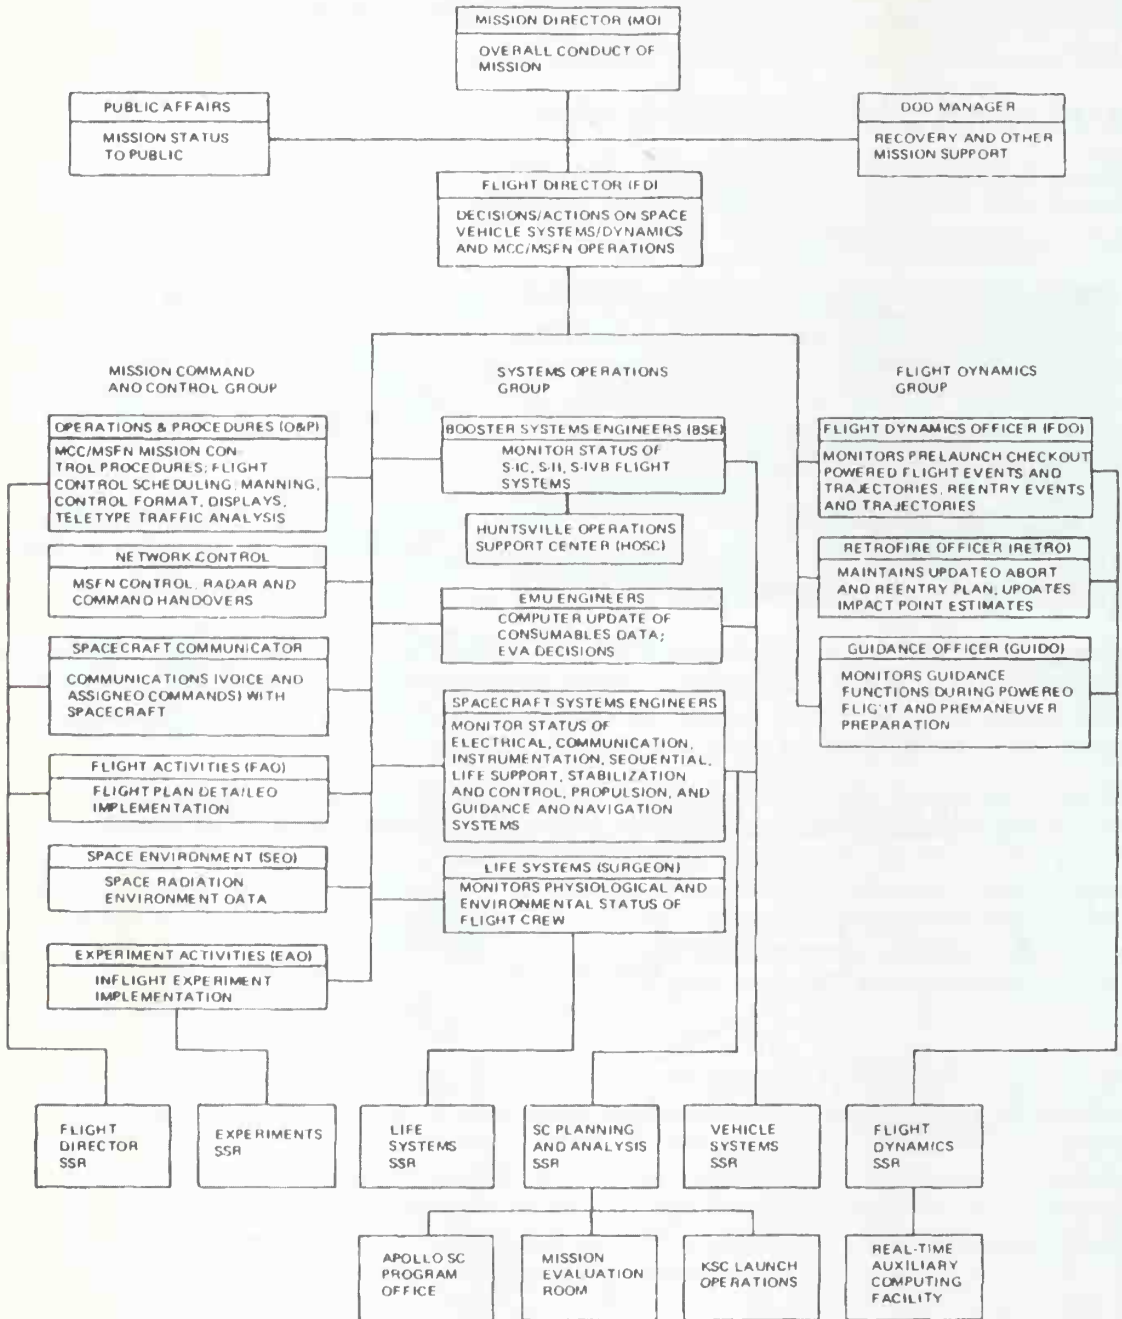 MISSION DIRECTOR (MO)
OVERALL CONDUCT OF
MISSION
PUBLIC AFFAIRS
MISSION STATUS
TO PUBLIC
DOD MANAGER
RECOVERY AND OTHER
MISSION SUPPORT
FLIGHT DIRECTOR (FD)
DECISIONS/ACTIONS ON SPACE
VEHICLE SYSTEMS/DYNAMICS
AND MCC/MSFN OPERATIONS
MISSION COMMAND
AND CONTROL GROUP
OPERATIONS & PROCEDURES (O&P)
MCC/MSFN MISSION CON
TROL PROCEDURES; FLIGHT
CONTROL SCHEDULING; MANNING,
CONTROL FORMAT, DISPLAYS,
TELETYPE TRAFFIC ANALYSIS
NETWORK CONTROL
MSFN CONTROL, RADAR AND
COMMAND HANDOVERS
SPACECRAFT COMMUNICATOR
COMMUNICATIONS (VOICE AND
ASSIGNED COMMANDS) WITH
SPACECRAFT
FLIGHT ACTIVITIES (FAO)
FLIGHT PLAN DETAILED
IMPLEMENTATION
SPACE ENVIRONMENT (SEO)
SPACE RADIATION
ENVIRONMENT DATA
EXPERIMENT ACTIVITIES (EAO)
INFLIGHT EXPERIMENT
IMPLEMENTATION
SYSTEMS OPERATIONS
GROUP
BOOSTER SYSTEMS ENGINEERS (BSE)
MONITOR STATUS OF
S-IC, S-II, S-IVB FLIGHT
SYSTEMS
HUNTSVILLE OPERATIONS
SUPPORT CENTER (HOSC)
EMU ENGINEERS
COMPUTER UPDATE OF
CONSUMABLES DATA;
EVA DECISIONS
SPACECRAFT SYSTEMS ENGINEERS
MONITOR STATUS OF
ELECTRICAL, COMMUNICATION,
INSTRUMENTATION, SEQUENTIAL,
LIFE SUPPORT, STABILIZATION
AND CONTROL, PROPULSION, AND
GUIDANCE AND NAVIGATION
SYSTEMS
LIFE SYSTEMS (SURGEON)
MONITORS PHYSIOLOGICAL AND
ENVIRONMENTAL STATUS OF
FLIGHT CREW
FLIGHT DYNAMICS
GROUP
FLIGHT DYNAMICS OFFICER (FDO)
MONITORS PRELAUNCH CHECKOUT
POWERED FLIGHT EVENTS AND
TRAJECTORIES, REENTRY EVENTS
AND TRAJECTORIES
RETROFIRE OFFICER (RETRO)
MAINTAINS UPDATED ABORT
AND REENTRY PLAN; UPDATES
IMPACT POINT ESTIMATES
GUIDANCE OFFICER (GUIDO)
MONITORS GUIDANCE
FUNCTIONS DURING POWERED
FLIGHT AND PREMANEUVER
PREPARATION
FLIGHT
DIRECTOR
SSR
EXPERIMENTS
SSR
LIFE
SYSTEMS
SSR
SC PLANNING
AND ANALYSIS
SSR
VEHICLE
SYSTEMS
SSR
FLIGHT
DYNAMICS
SSR
APOLLO SC
PROGRAM
OFFICE
MISSION
EVALUATION
ROOM
KSC LAUNCH
OPERATIONS
REAL-TIME
AUXILIARY
COMPUTING
FACILITY